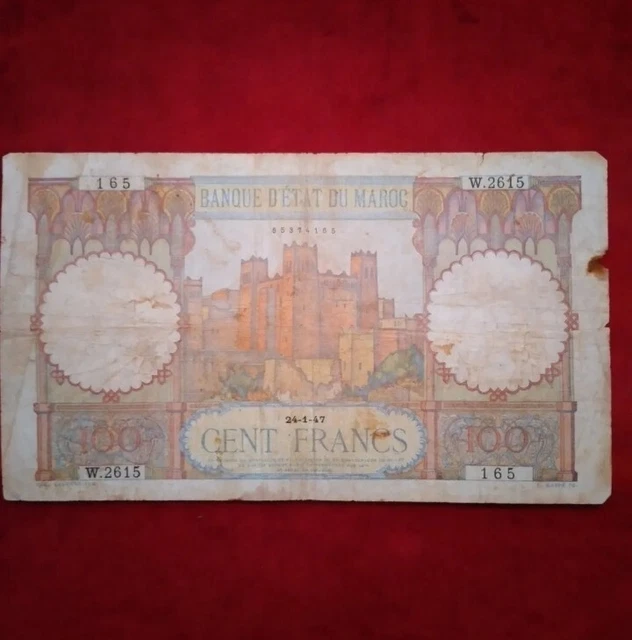 165
W.2615
BANQUE D'ÉTAT DU MAROC
24-1-47
100
CENT FRANCS
100
W.2615
165